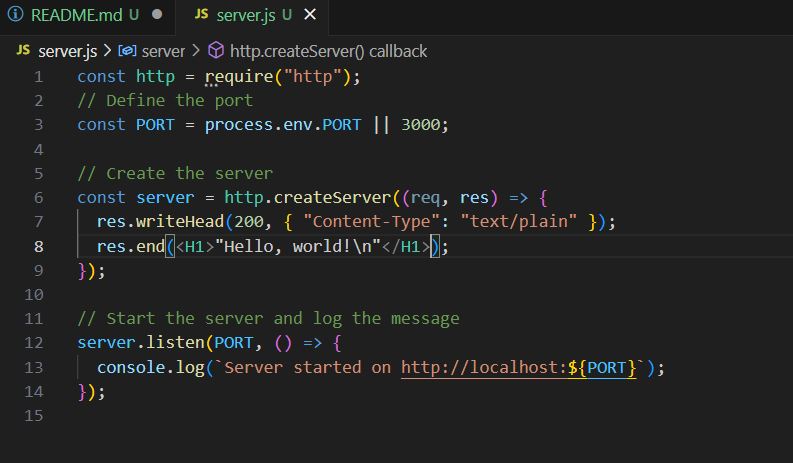 README.md U
JS server.js U
JS server.js > server > http.createServer() callback
1 const http = require("http");
2 // Define the port
3 const PORT = process.env.PORT || 3000;
4
5 // Create the server
6 const server = http.createServer((req, res) => {
7 res.writeHead(200, { "Content-Type": "text/plain" });
8 res.end(<H1>"Hello, world!\n"</H1>);
9 });
10
11 // Start the server and log the message
12 server.listen(PORT, () => {
13 console.log(`Server started on http://localhost:${PORT}`);
14 });
15